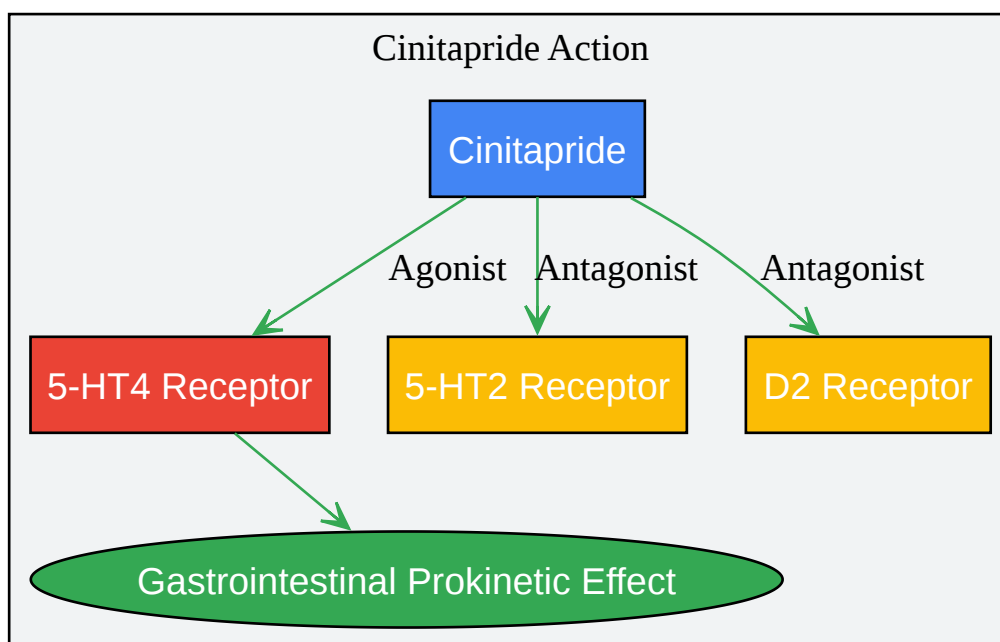 Cinitapride Action
Cinitapride
Agonist
Antagonist
Antagonist
5-HT4 Receptor
5-HT2 Receptor
D2 Receptor
Gastrointestinal Prokinetic Effect